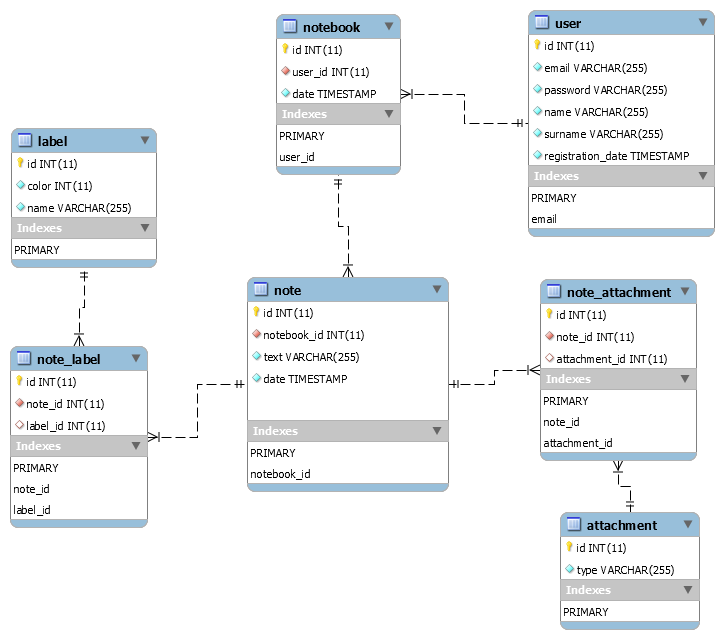 notebook
id INT(11)
user_id INT(11)
date TIMESTAMP
Indexes
PRIMARY
user_id
user
id INT(11)
email VARCHAR(255)
password VARCHAR(255)
name VARCHAR(255)
surname VARCHAR(255)
registration_date TIMESTAMP
Indexes
PRIMARY
email
label
id INT(11)
color INT(11)
name VARCHAR(255)
Indexes
PRIMARY
note
id INT(11)
notebook_id INT(11)
text VARCHAR(255)
date TIMESTAMP
Indexes
PRIMARY
notebook_id
note_attachment
id INT(11)
note_id INT(11)
attachment_id INT(11)
Indexes
PRIMARY
note_id
attachment_id
note_label
id INT(11)
note_id INT(11)
label_id INT(11)
Indexes
PRIMARY
note_id
label_id
attachment
id INT(11)
type VARCHAR(255)
Indexes
PRIMARY